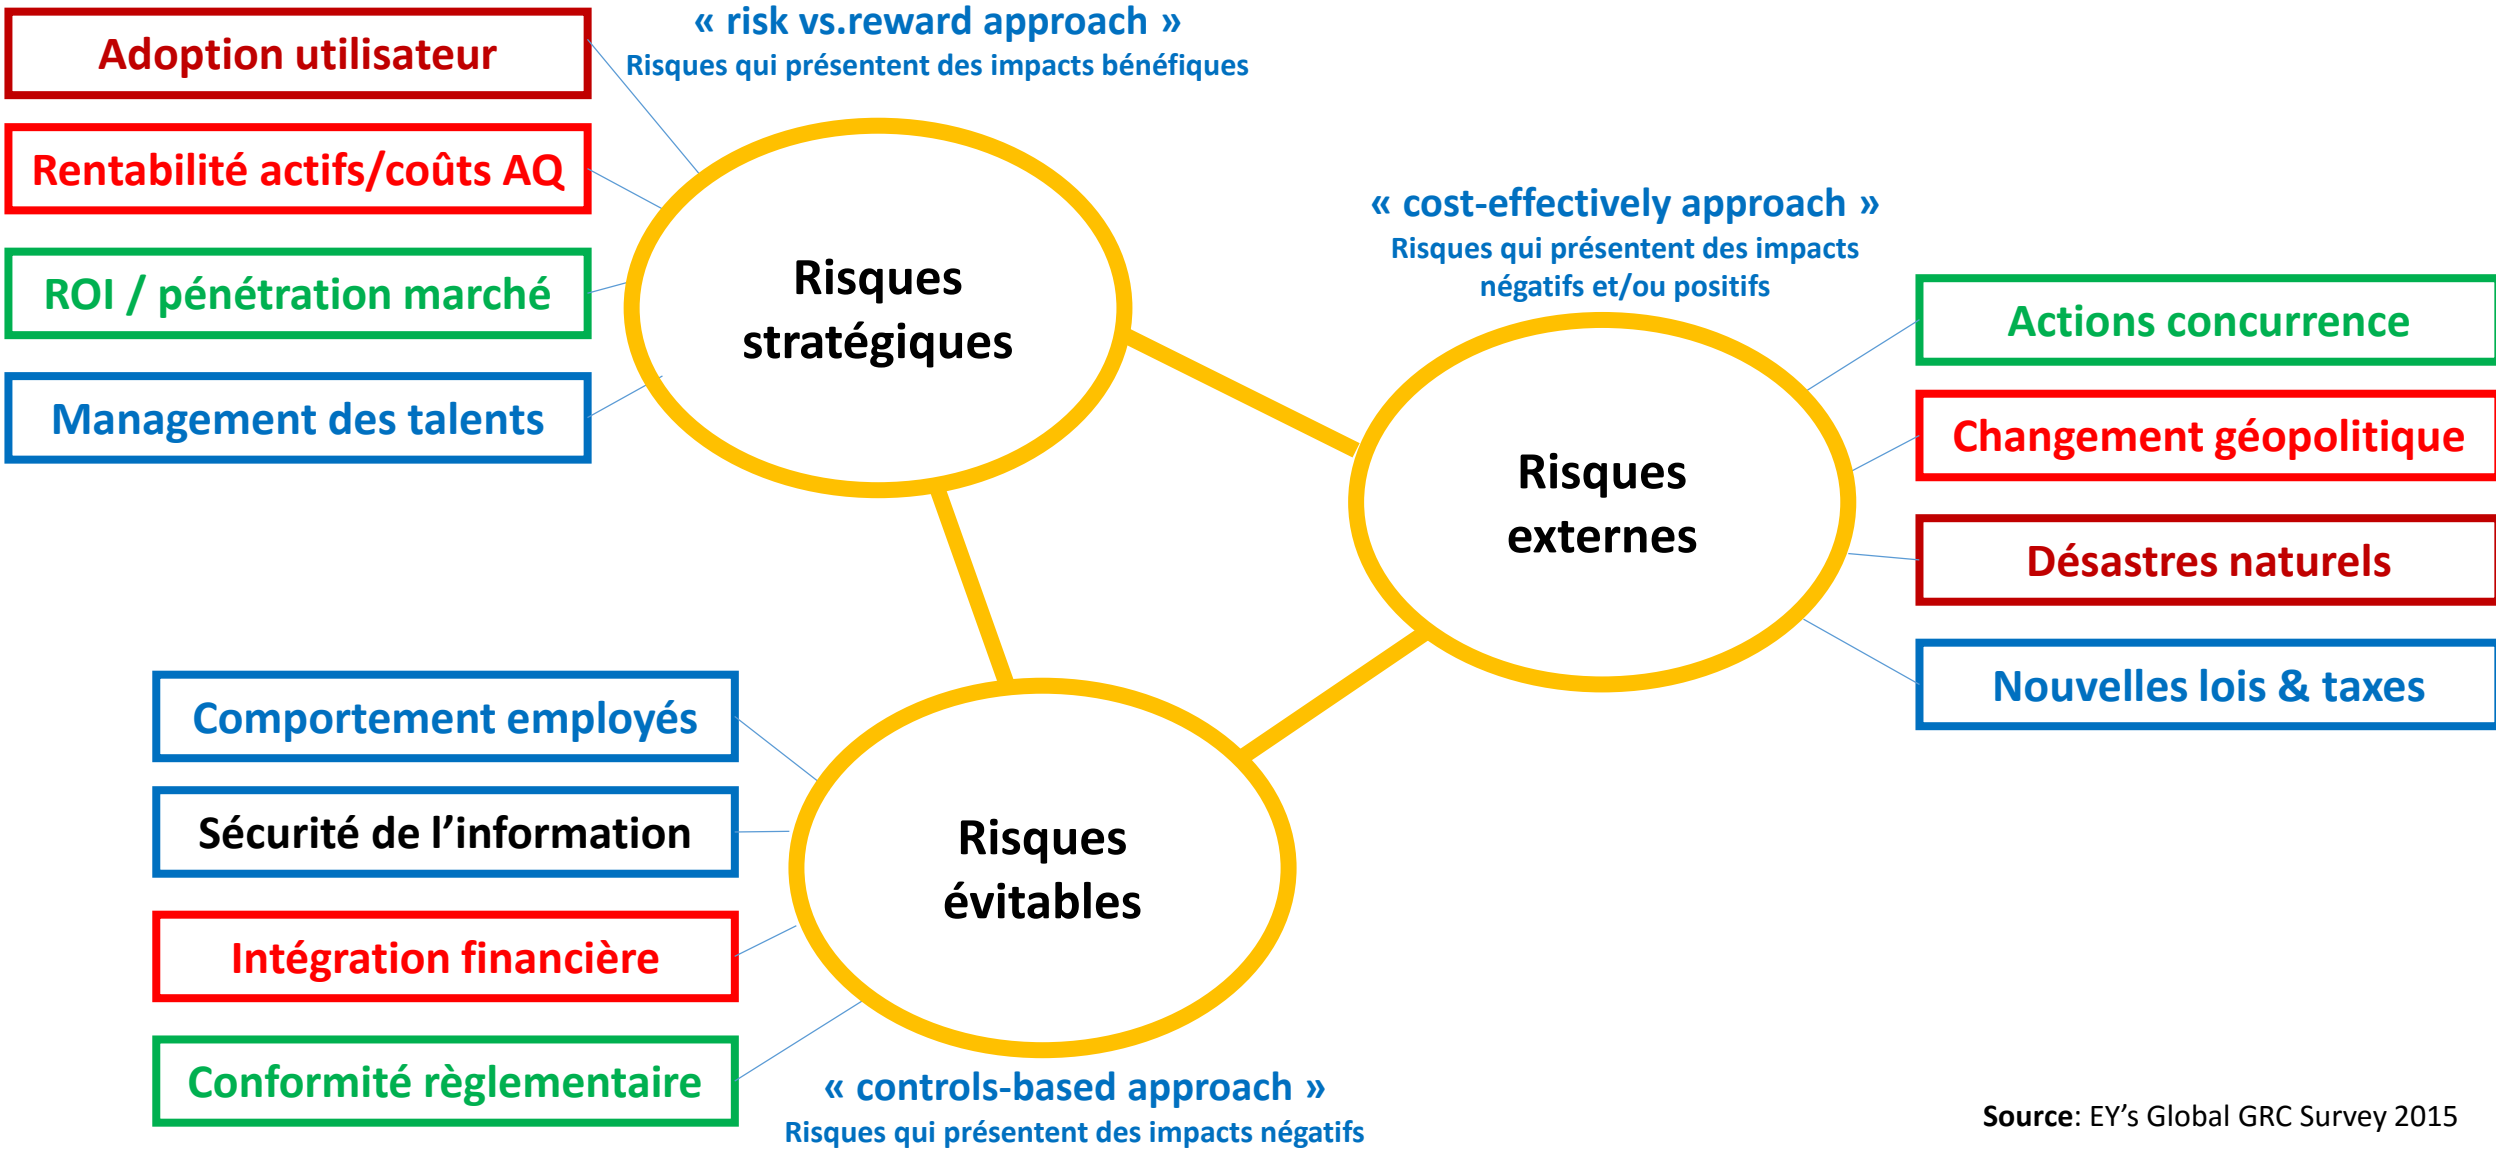 « risk vs.reward approach »
Risques qui présentent des impacts bénéfiques
Adoption utilisateur
Rentabilité actifs/coûts AQ
ROI / pénétration marché
Management des talents
Risques
stratégiques
« cost-effectively approach »
Risques qui présentent des impacts
négatifs et/ou positifs
Risques
externes
Actions concurrence
Changement géopolitique
Désastres naturels
Nouvelles lois & taxes
Comportement employés
Sécurité de l’information
Intégration financière
Conformité règlementaire
Risques
évitables
« controls-based approach »
Risques qui présentent des impacts négatifs
Source: EY’s Global GRC Survey 2015